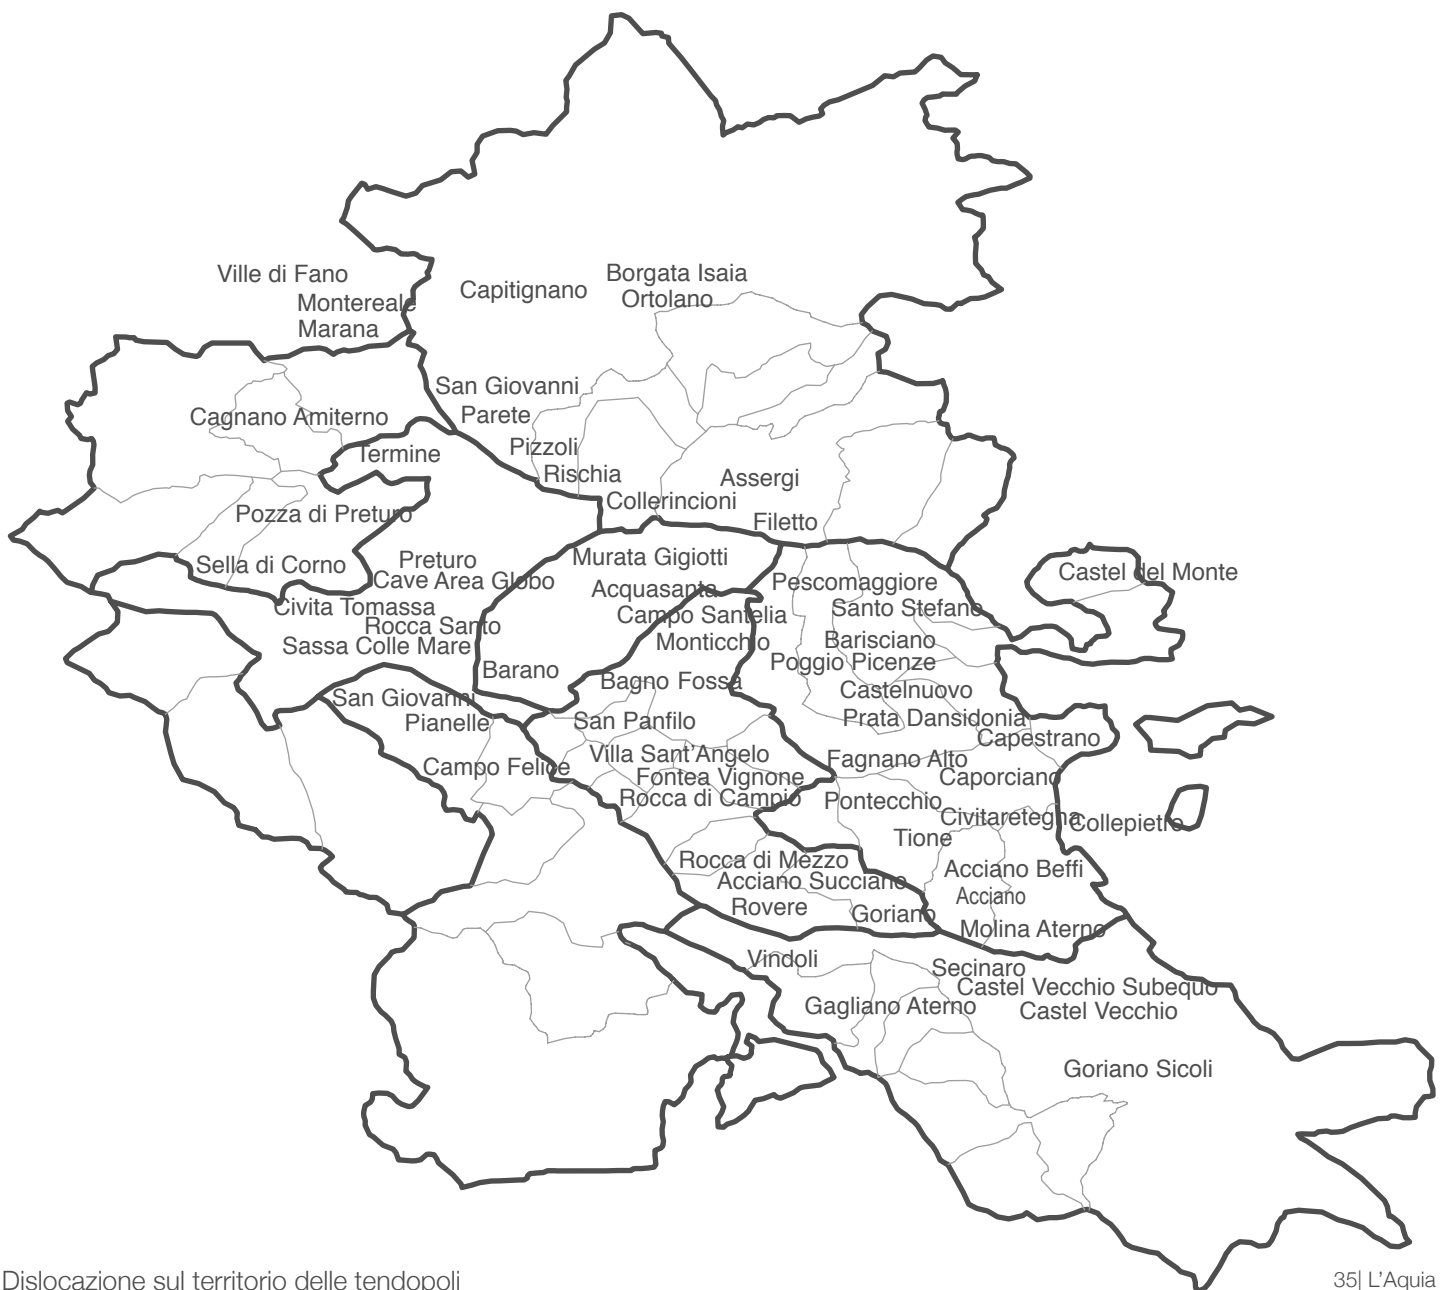 Ville di Fano
Montereale
Marana
Capitignano
Borgata Isaia
Ortolano
San Giovanni
Parete
Cagnano Amiterno
Termine
Pizzoli
Rischia
Collerincioni
Assergi
Filetto
Pozza di Preturo
Sella di Corno
Preturo
Cave Area Globo
Civita Tomassa
Rocca Santo
Sassa Colle Mare
Murata Gigiotti
Acquasanta
Campo Santelia
Monticchio
Barano
Bagno Fossa
Pescomaggiore
Santo Stefano
Barisciano
Poggio Picenze
Castelnuovo
Prata Dansidonia
Capestrano
Castel del Monte
San Giovanni
Pianelle
Campo Felice
San Panfilo
Villa Sant'Angelo
Fontea Vignone
Rocca di Campio
Fagnano Alto
Caporciano
Pontecchio
Civitaretegha
Collepietro
Tione
Rocca di Mezzo
Acciano Succiano
Rovere
Goriano
Acciano Beffi
Acciano
Molina Aterno
Vindoli
Secinaro
Castel Vecchio Subequo
Gagliano Aterno
Castel Vecchio
Goriano Sicoli
Dislocazione sul territorio delle tendopoli
35| L'Aquia